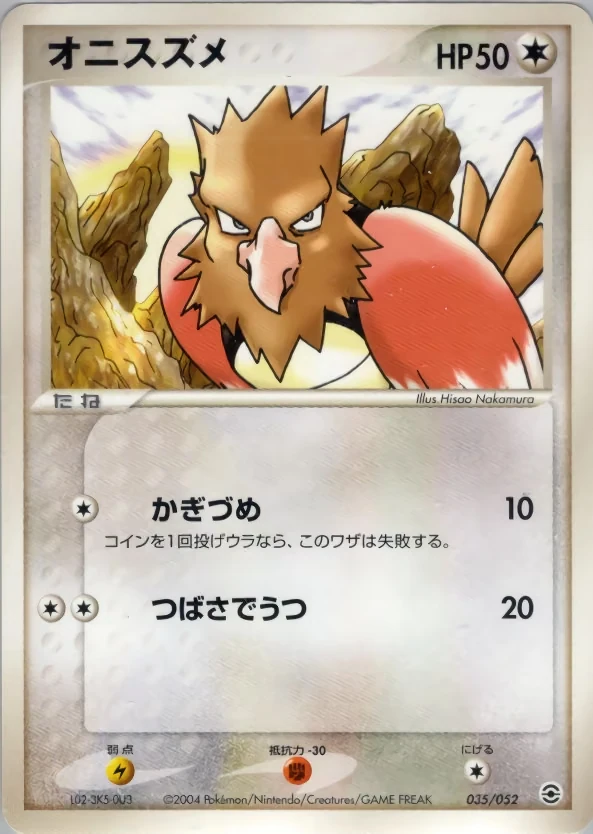 オニスズメ HP50
たね Illus.Hisao Nakamura
かぎづめ 10
コインを1回投げウラなら、このワザは失敗する。
つばさでうつ 20
弱点 抵抗力 -30 にげる
©2004 Pokémon/Nintendo/Creatures/GAME FREAK 035/052